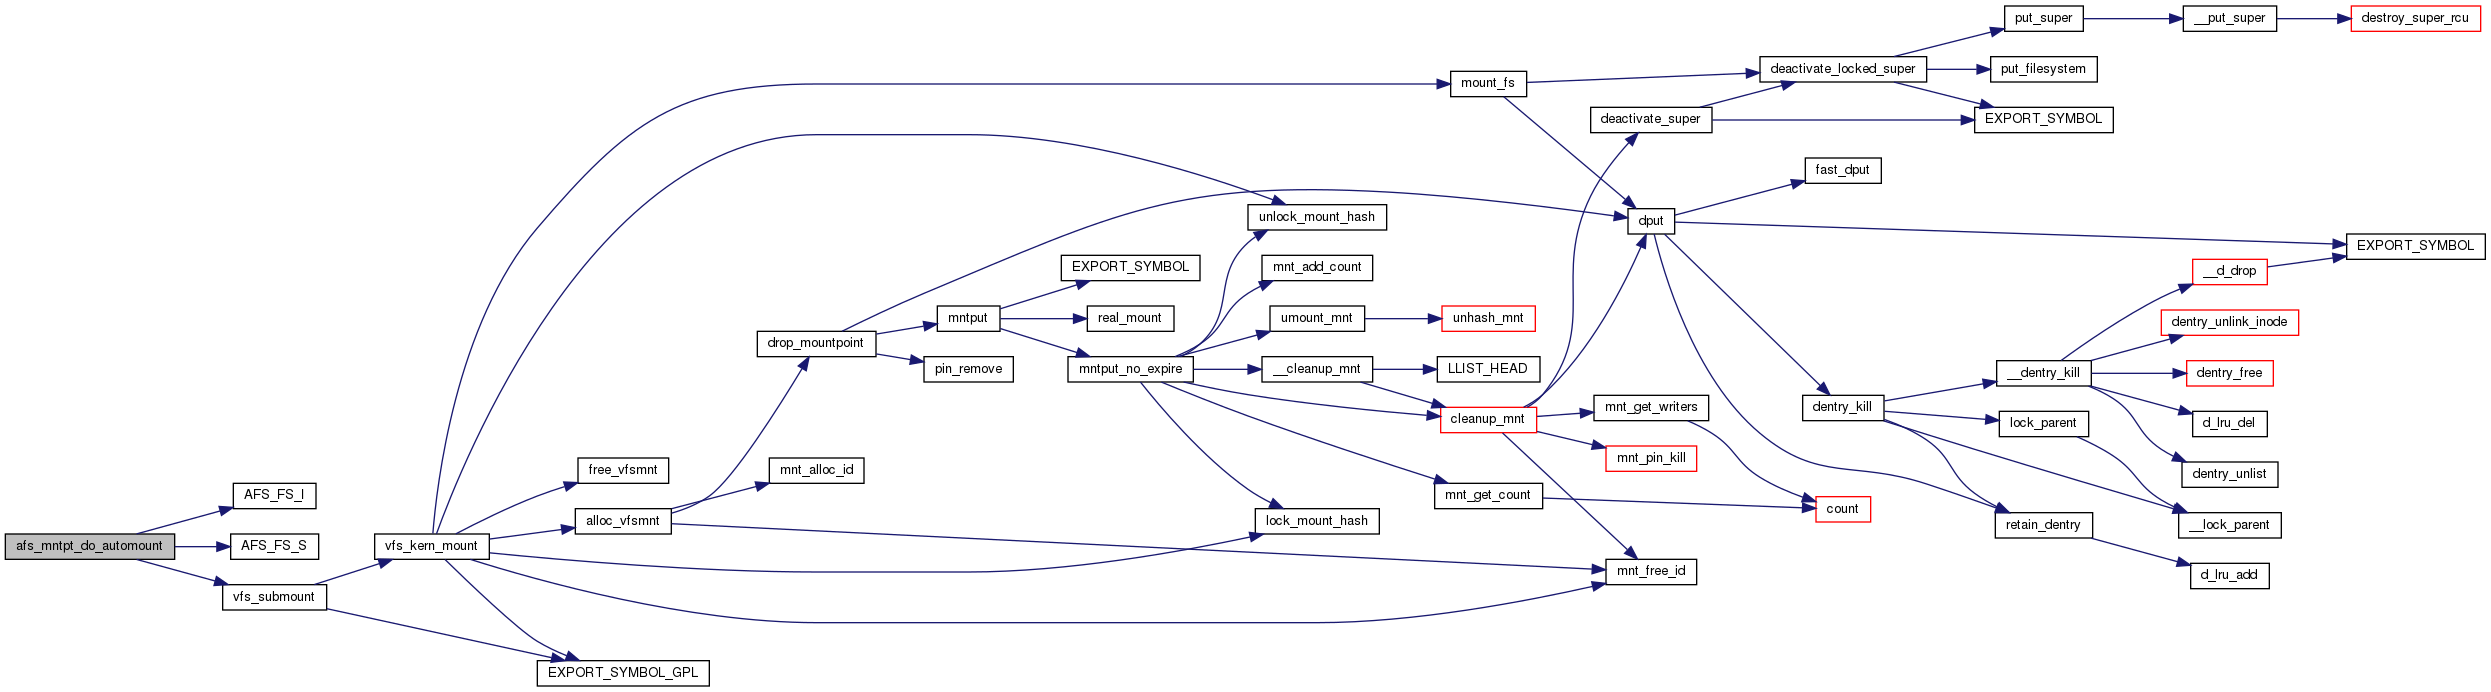 put_super
__put_super
destroy_super_rcu
deactivate_locked_super
put_filesystem
mount_fs
deactivate_super
EXPORT_SYMBOL
fast_dput
unlock_mount_hash
dput
EXPORT_SYMBOL
EXPORT_SYMBOL
mnt_add_count
__d_drop
mntput
real_mount
umount_mnt
unhash_mnt
dentry_unlink_inode
drop_mountpoint
pin_remove
mntput_no_expire
__cleanup_mnt
LLIST_HEAD
__dentry_kill
dentry_free
cleanup_mnt
mnt_get_writers
dentry_kill
lock_parent
d_lru_del
free_vfsmnt
mnt_alloc_id
mnt_pin_kill
dentry_unlist
AFS_FS_I
mnt_get_count
count
alloc_vfsmnt
lock_mount_hash
retain_dentry
__lock_parent
afs_mntpt_do_automount
AFS_FS_S
vfs_kern_mount
mnt_free_id
d_lru_add
vfs_submount
EXPORT_SYMBOL_GPL